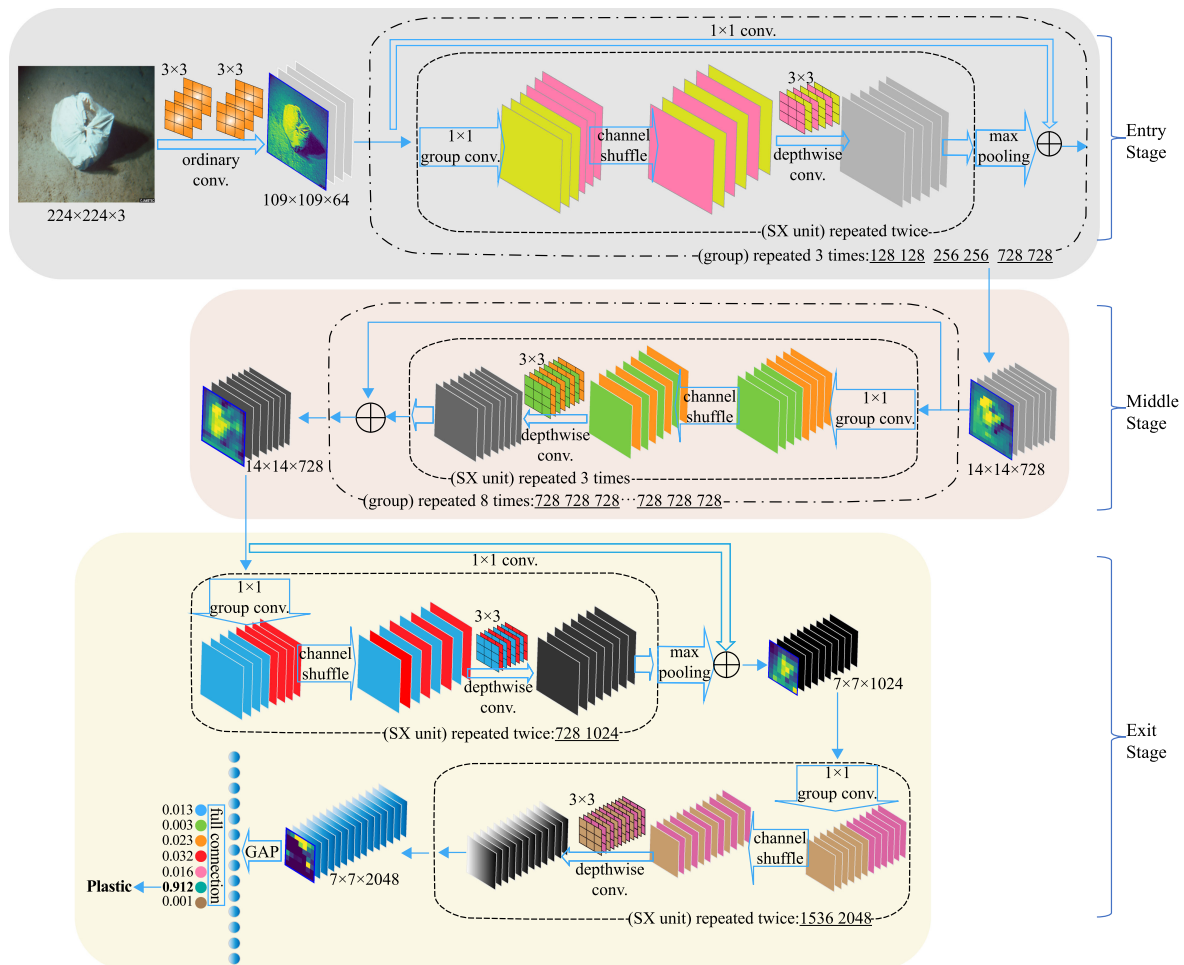 1×1 conv.
3×3
3×3
3×3
1×1
group conv.
channel
shuffle
max
pooling
Entry
Stage
ordinary
conv.
depthwise
conv.
109×109×64
224×224×3
(SX unit) repeated twice
(group) repeated 3 times:128 128 256 256 728 728
3×3
1×1
group conv.
channel
shuffle
Middle
Stage
depthwise
conv.
14×14×728
14×14×728
(SX unit) repeated 3 times
(group) repeated 8 times:728 728 728···728 728 728
1×1 conv.
1×1
group conv.
3×3
channel
shuffle
max
pooling
depthwise
conv.
7×7×1024
(SX unit) repeated twice:728 1024
Exit
Stage
1×1
group conv.
3×3
channel
shuffle
depthwise
conv.
7×7×2048
GAP
full connection
0.013
0.003
0.023
0.032
0.016
Plastic
0.912
0.001
(SX unit) repeated twice:1536 2048